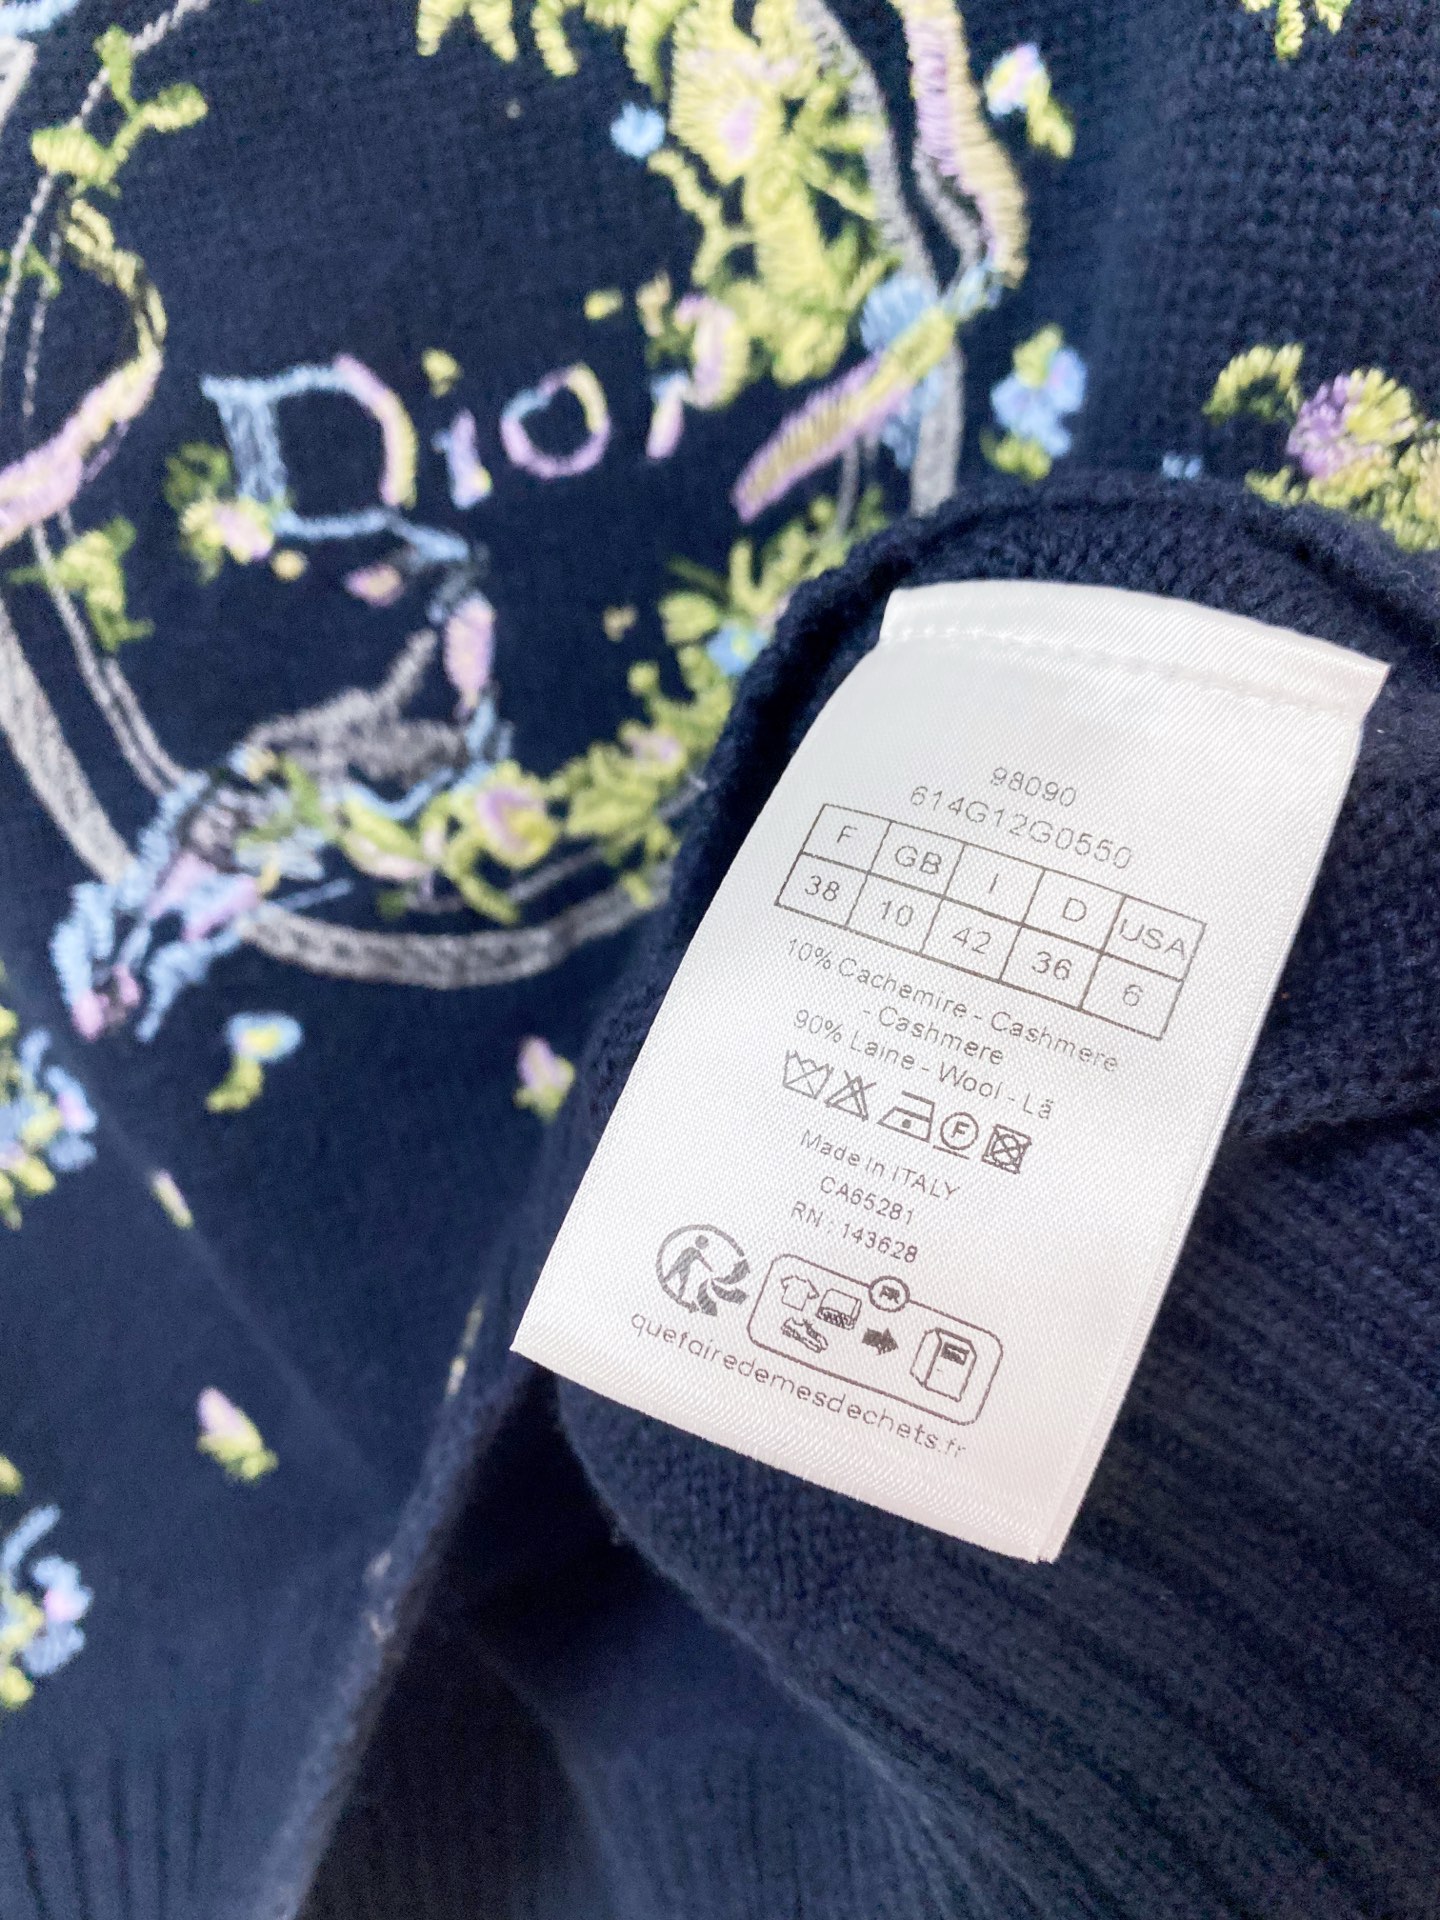 Dior
98090
614G12G0550
F GB I D USA
38 10 42 36 6
10% Cachemire - Cashmere
- Cashmere
90% Laine - Wool - Lã
F
Made in ITALY
CA65281
RN : 143628
FR
quefairedemesdechets.fr